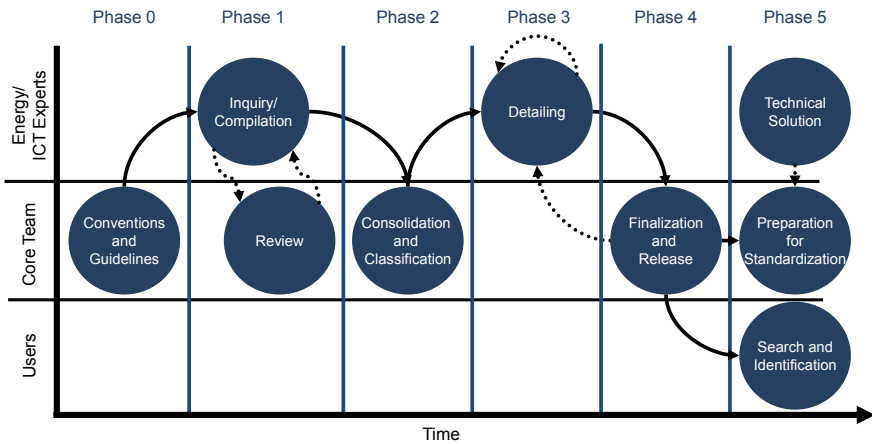 Phase 0
Phase 1
Phase 2
Phase 3
Phase 4
Phase 5
Energy/
ICT Experts
Inquiry/
Compilation
Detailing
Technical
Solution
Core Team
Conventions
and
Guidelines
Review
Consolidation
and
Classification
Finalization
and
Release
Preparation
for
Standardization
Users
Search and
Identification
Time